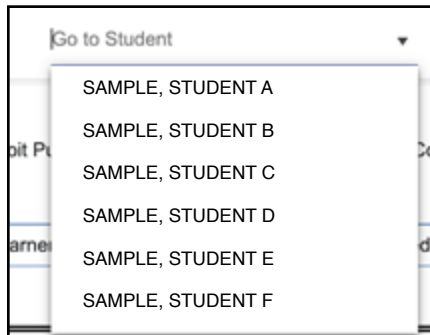 Go to Student
SAMPLE, STUDENT A
SAMPLE, STUDENT B
SAMPLE, STUDENT C
SAMPLE, STUDENT D
SAMPLE, STUDENT E
SAMPLE, STUDENT F